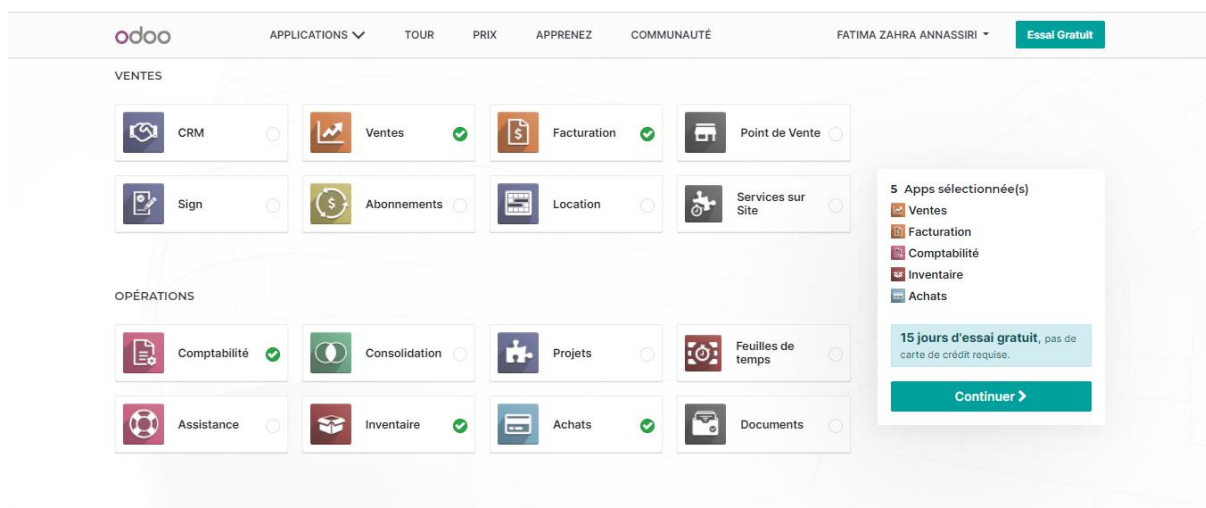 odoo APPLICATIONS TOUR PRIX APPRENEZ COMMUNAUTÉ FATIMA ZAHRA ANNASSIRI Essai Gratuit
VENTES
CRM
Ventes
Facturation
Point de Vente
Sign
Abonnements
Location
Services sur
Site
OPÉRATIONS
Comptabilité
Consolidation
Projets
Feuilles de
temps
Assistance
Inventaire
Achats
Documents
5 Apps sélectionnée(s)
Ventes
Facturation
Comptabilité
Inventaire
Achats
15 jours d'essai gratuit, pas de
carte de crédit requise.
Continuer